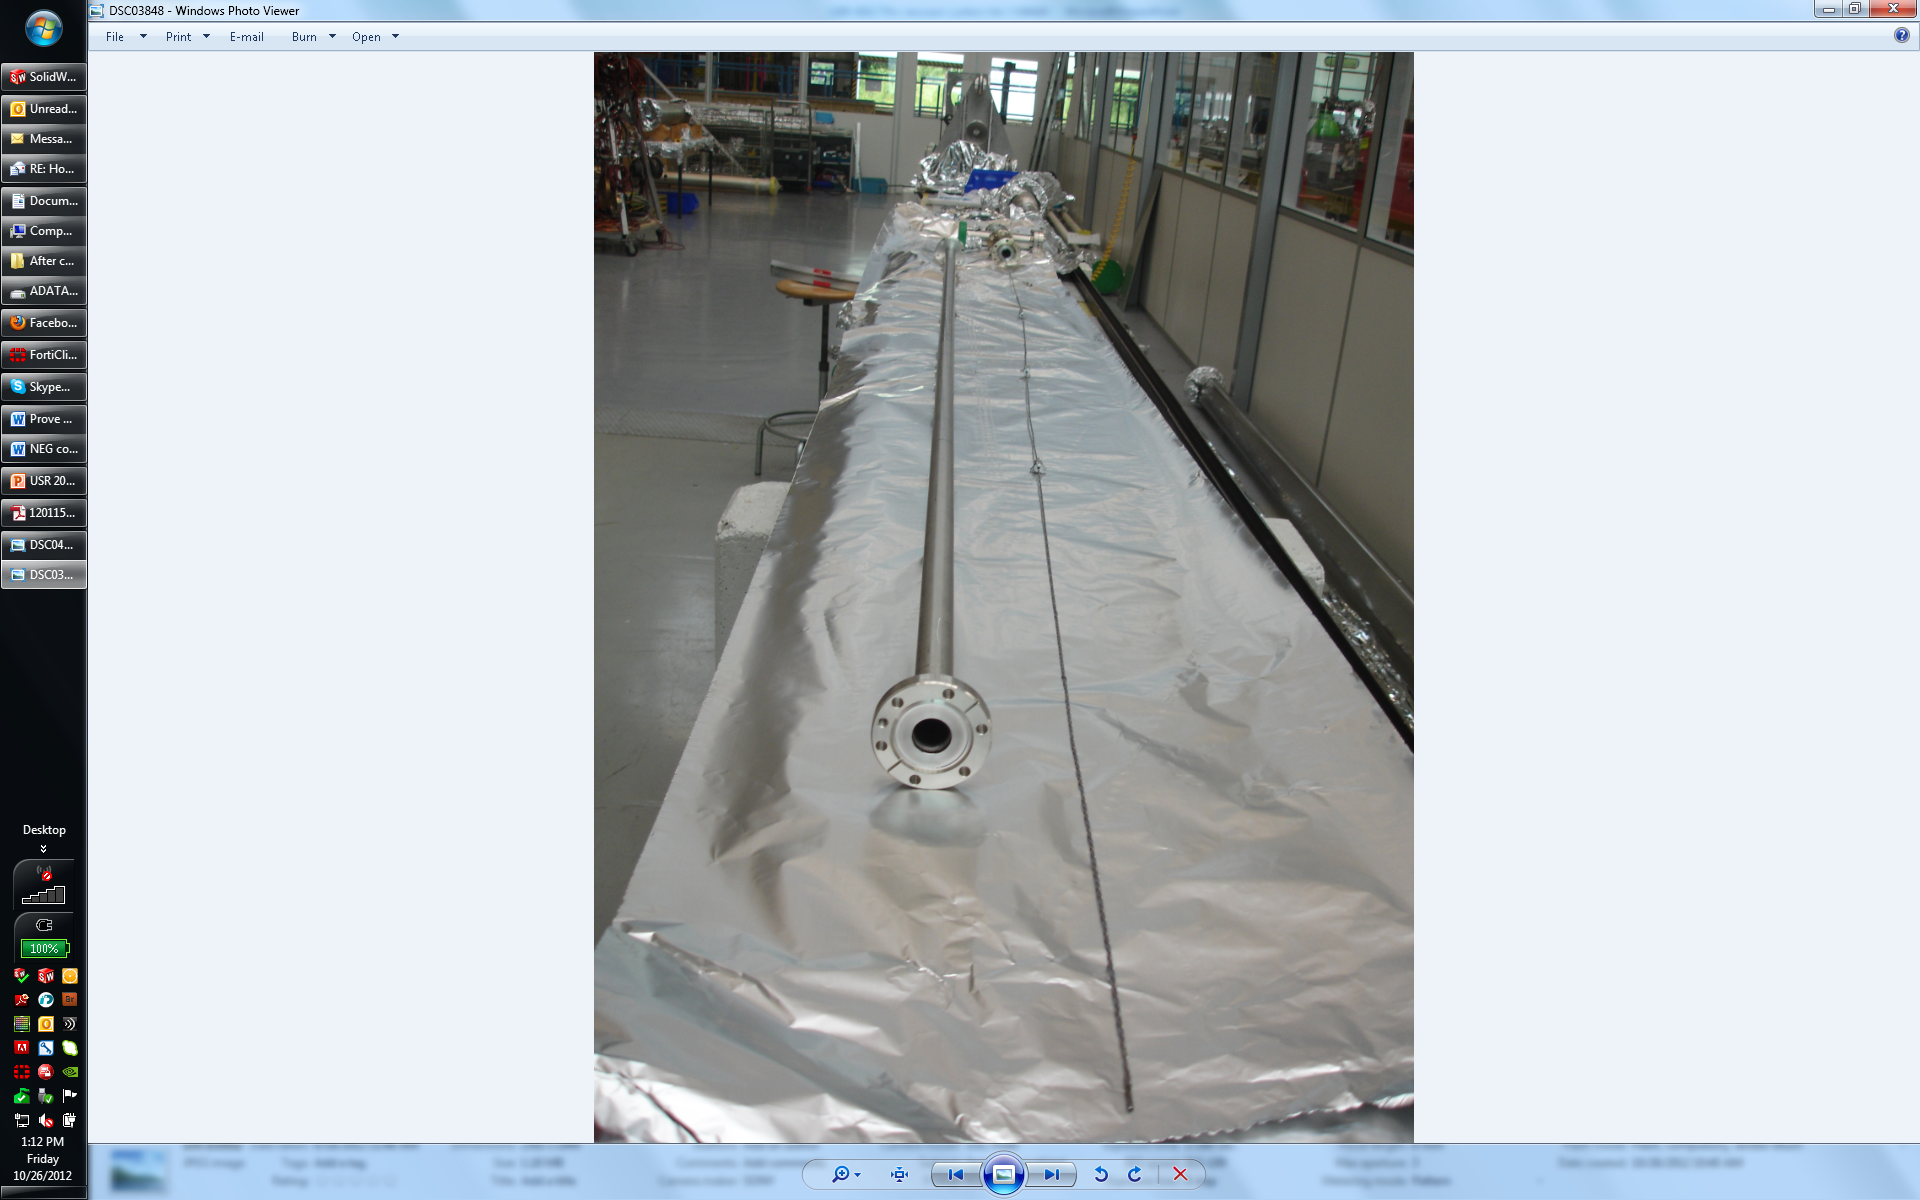 DSC03848 - Windows Photo Viewer
File
Print
E-mail
Burn
Open
SolidW...
Unread...
Messa...
RE: Ho...
Docum...
Comp...
After c...
ADATA...
Facebo...
FortiCli...
Skype...
Prove ...
NEG co...
USR 20...
120115...
DSC04...
DSC03...
Desktop
100%
1:12 PM
Friday
10/26/2012